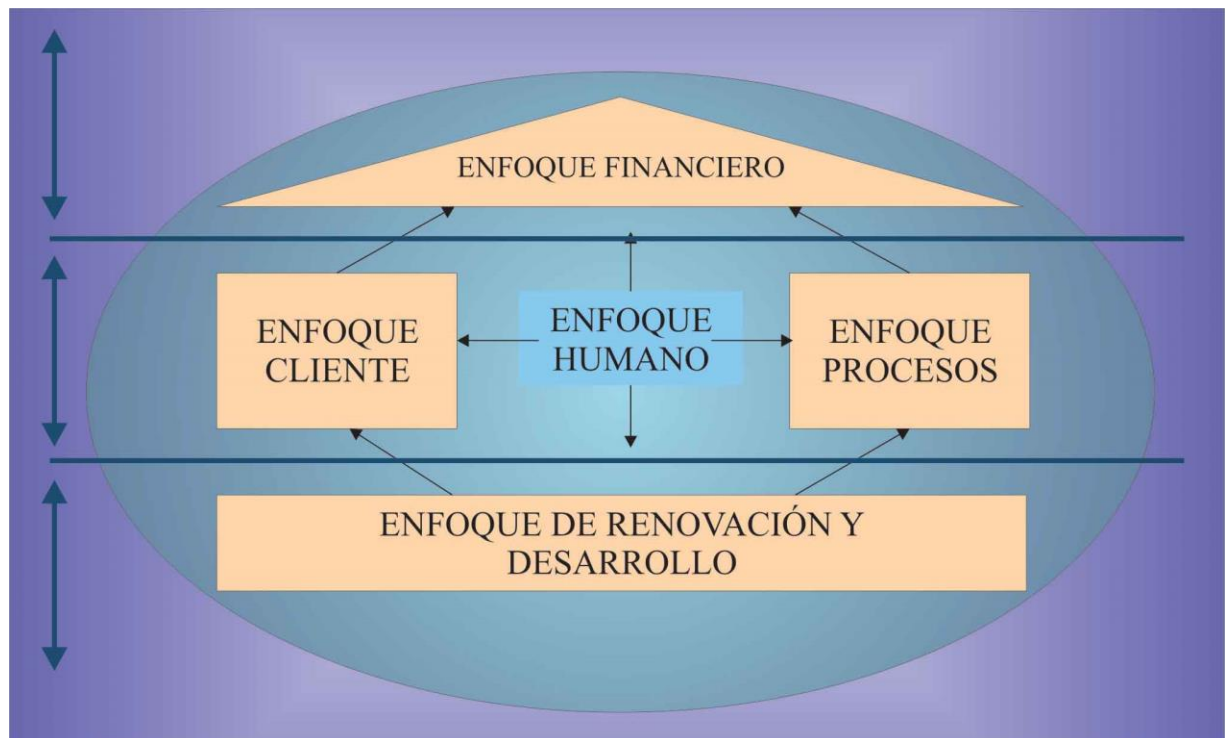 ENFOQUE FINANCIERO
ENFOQUE
CLIENTE
ENFOQUE
HUMANO
ENFOQUE
PROCESOS
ENFOQUE DE RENOVACIÓN Y
DESARROLLO